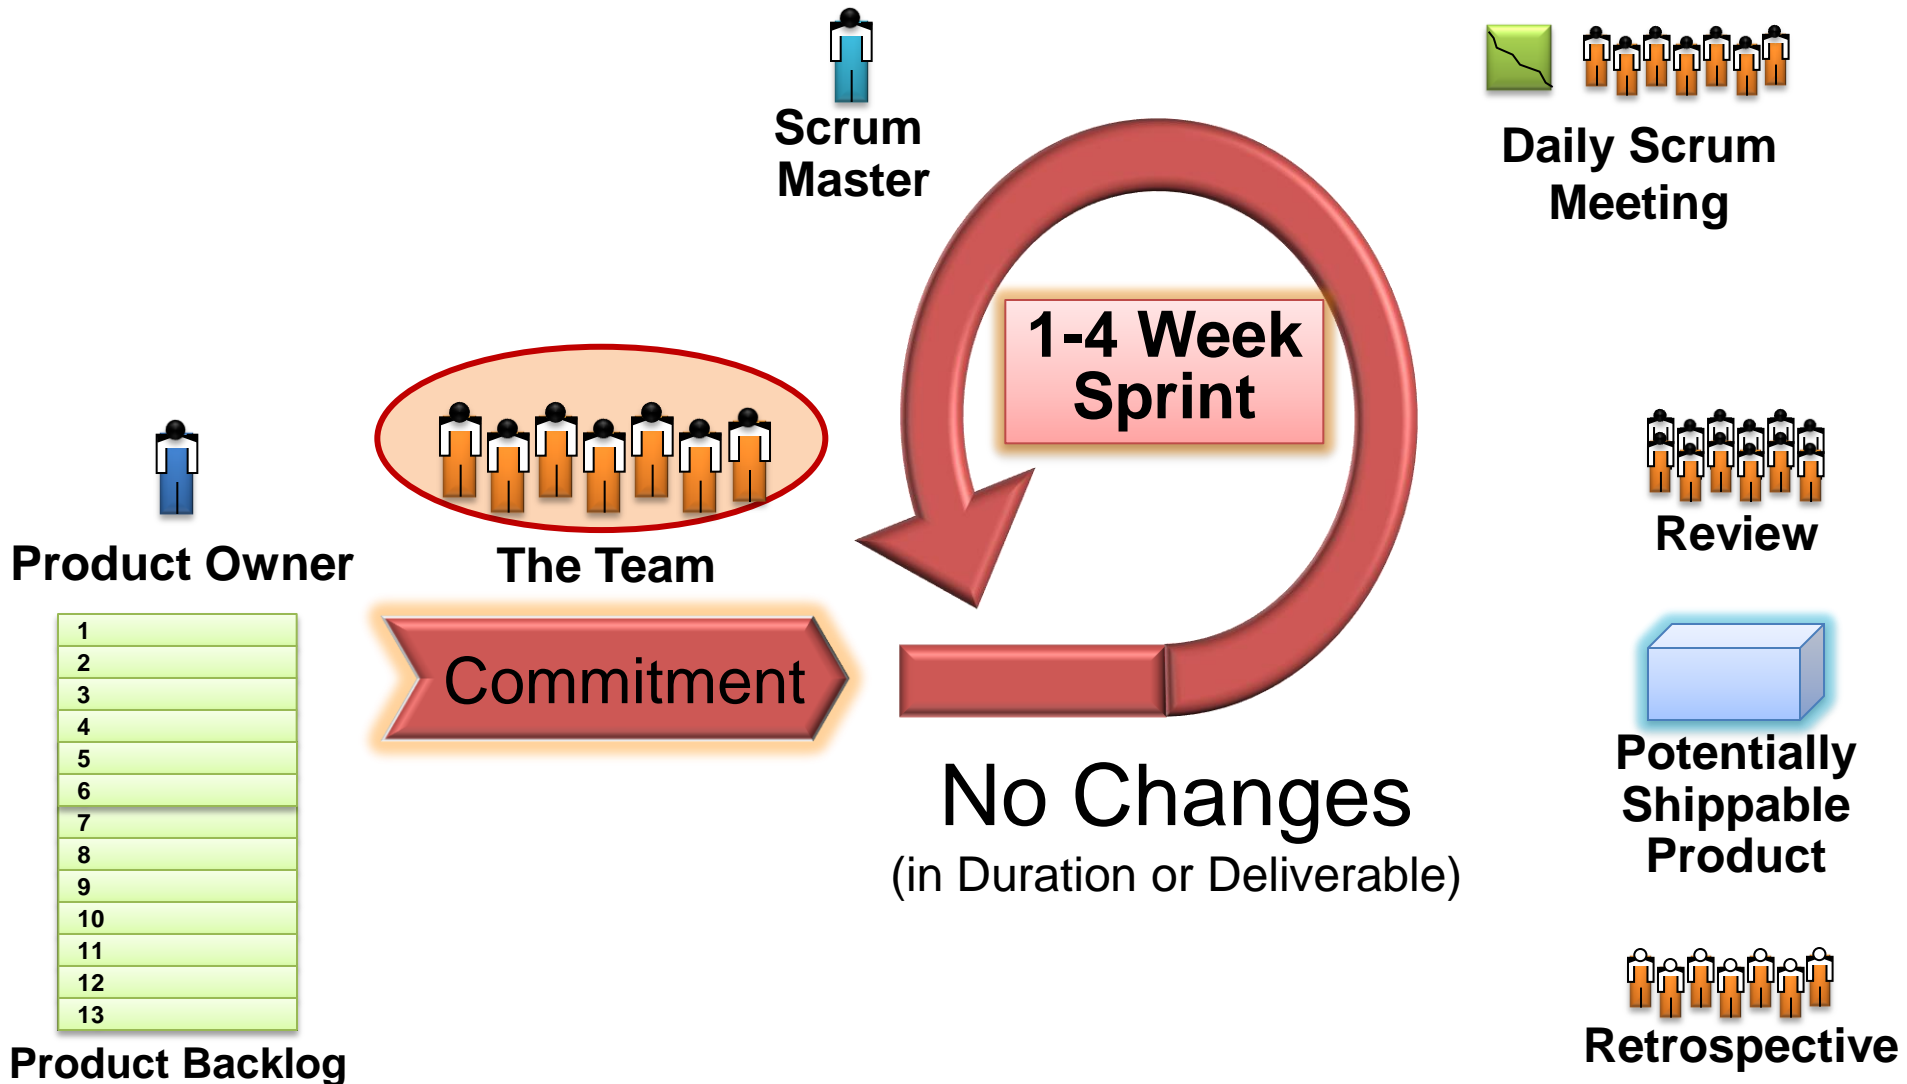 Scrum
Master
Daily Scrum
Meeting
1-4 Week
Sprint
Product Owner
The Team
Review
1
2
3
4
5
6
7
8
9
10
11
12
13
Product Backlog
Commitment
No Changes
(in Duration or Deliverable)
Potentially
Shippable
Product
Retrospective